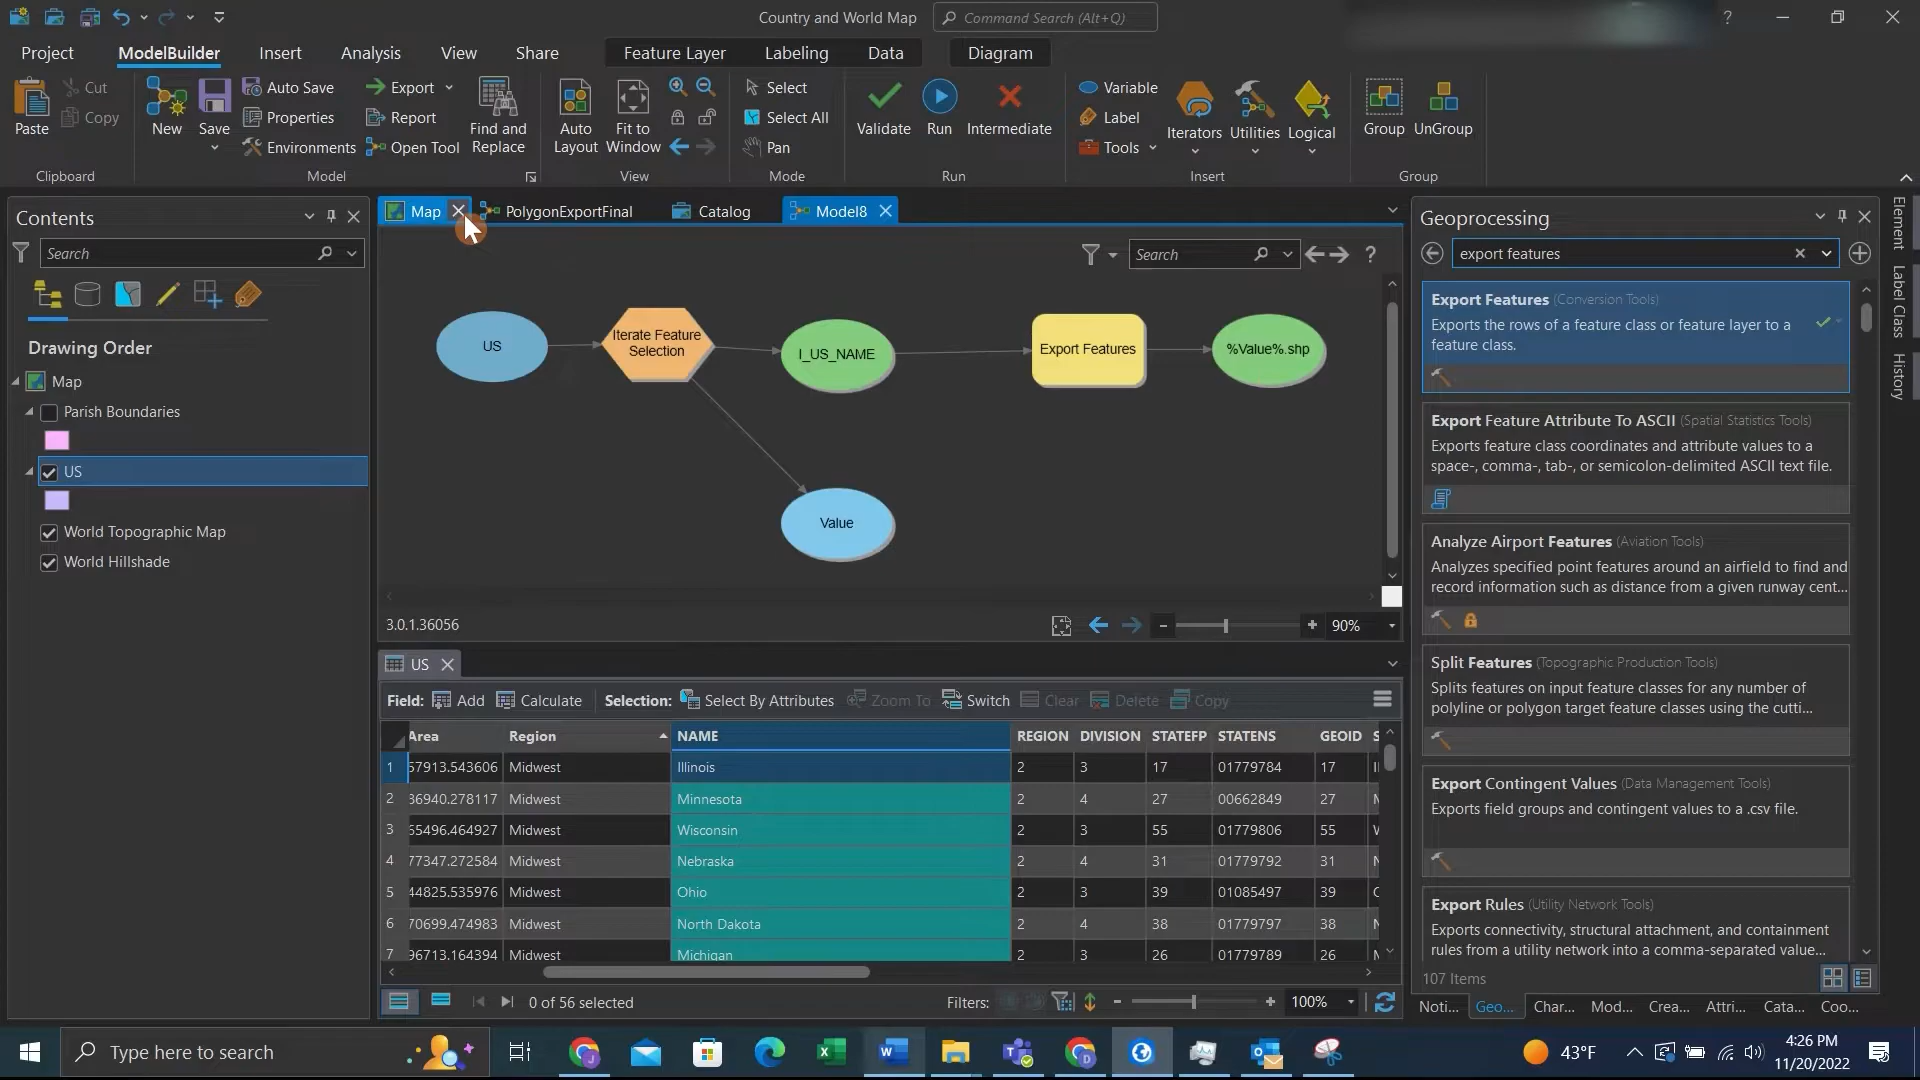 Country and World Map
Command Search (Alt+Q)
?
Project
ModelBuilder
Insert
Analysis
View
Share
Feature Layer
Labeling
Data
Diagram
Paste
Cut
Copy
Clipboard
New
Save
Auto Save
Properties
Environments
Export
Report
Open Tool
Find and
Replace
Model
Auto
Layout
Fit to
Window
View
Select
Select All
Pan
Mode
Validate
Run
Intermediate
Run
Variable
Label
Tools
Iterators
Utilities
Logical
Insert
Group
UnGroup
Group
Contents
Search
Drawing Order
Map
Parish Boundaries
US
World Topographic Map
World Hillshade
Map
PolygonExportFinal
Catalog
Model8
Search
?
US
Iterate Feature
Selection
I_US_NAME
Export Features
%Value%.shp
Value
3.0.1.36056
90%
US
Field:
Add
Calculate
Selection:
Select By Attributes
Zoom To
Switch
Clear
Delete
Copy
Area Region NAME REGION DIVISION STATEFP STATENS GEOID S
1 57913.543606 Midwest Illinois 2 3 17 01779784 17 Il
2 36940.278117 Midwest Minnesota 2 4 27 00662849 27
3 65496.464927 Midwest Wisconsin 2 3 55 01779806 55
4 77347.272584 Midwest Nebraska 2 4 31 01779792 31
5 44825.535976 Midwest Ohio 2 3 39 01085497 39
6 70699.474983 Midwest North Dakota 2 4 38 01779797 38
7 96713.164394 Midwest Michigan 2 3 26 01779789 26
0 of 56 selected
Filters:
100%
Geoprocessing
export features
Export Features (Conversion Tools)
Exports the rows of a feature class or feature layer to a
feature class.
Export Feature Attribute To ASCII (Spatial Statistics Tools)
Exports feature class coordinates and attribute values to a
space-, comma-, tab-, or semicolon-delimited ASCII text file.
Analyze Airport Features (Aviation Tools)
Analyzes specified point features around an airfield to find and
record information such as distance from a given runway cent...
Split Features (Topographic Production Tools)
Splits features on input feature classes for any number of
polyline or polygon target feature classes using the cutti...
Export Contingent Values (Data Management Tools)
Exports field groups and contingent values to a .csv file.
Export Rules (Utility Network Tools)
Exports connectivity, structural attachment, and containment
rules from a utility network into a comma-separated value...
107 Items
Noti...
Geo...
Char...
Mod...
Crea...
Attri...
Cata...
Coo...
Element
Label Class
History
Type here to search
43°F
4:26 PM
11/20/2022